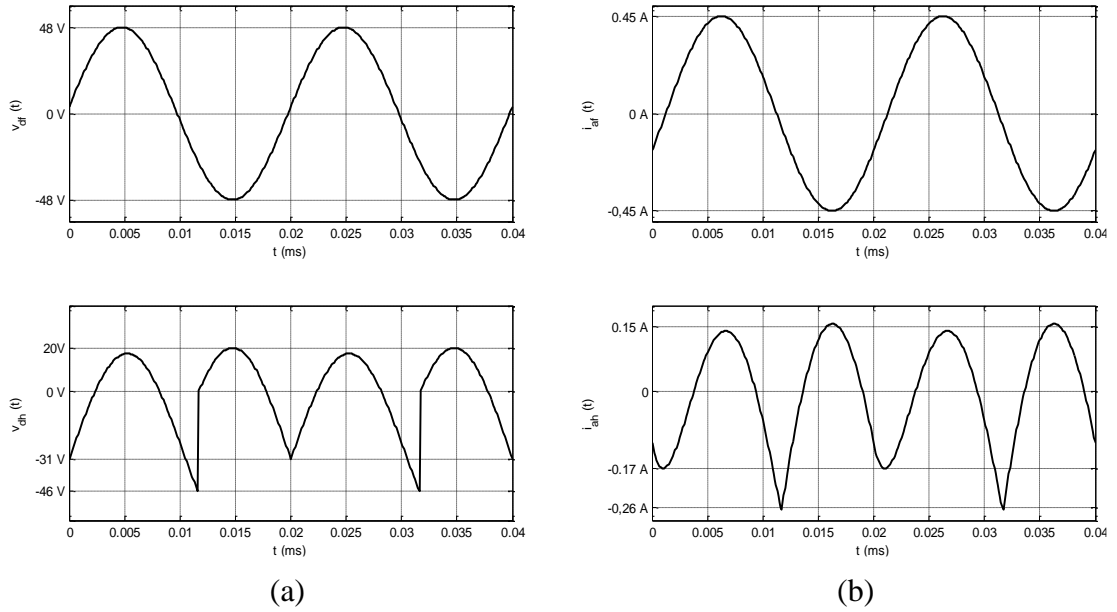 48 V
0 V
-48 V
v_df (t)
0 0.005 0.01 0.015 0.02 0.025 0.03 0.035 0.04
t (ms)
0.45 A
0 A
-0,45 A
i_af (t)
0 0.005 0.01 0.015 0.02 0.025 0.03 0.035 0.04
t (ms)
20V
0 V
-31 V
-46 V
v_dh (t)
0 0.005 0.01 0.015 0.02 0.025 0.03 0.035 0.04
t (ms)
(a)
0.15 A
0
-0.17 A
-0,26 A
i_ah (t)
0 0.005 0.01 0.015 0.02 0.025 0.03 0.035 0.04
t (ms)
(b)